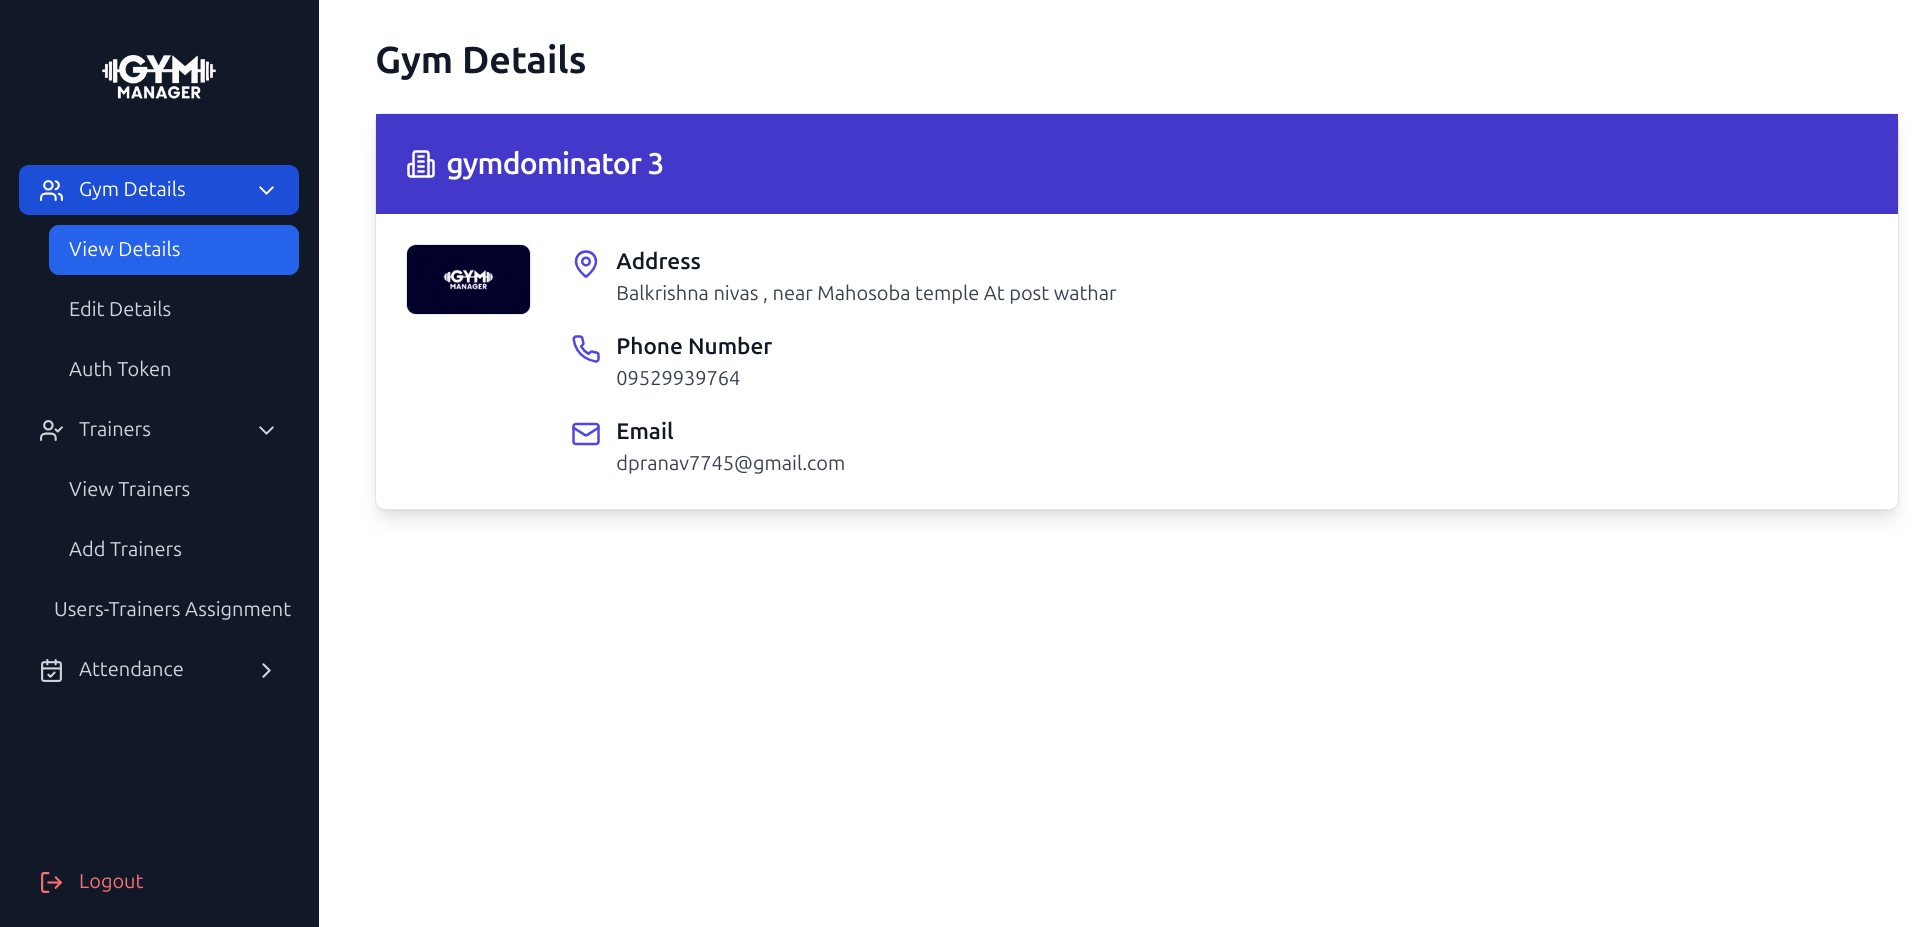 GYM
MANAGER
Gym Details
View Details
Edit Details
Auth Token
Trainers
View Trainers
Add Trainers
Users-Trainers Assignment
Attendance
Logout
Gym Details
gymdominator 3
GYM
MANAGER
Address
Balkrishna nivas , near Mahosoba temple At post wathar
Phone Number
09529939764
Email
dpranav7745@gmail.com